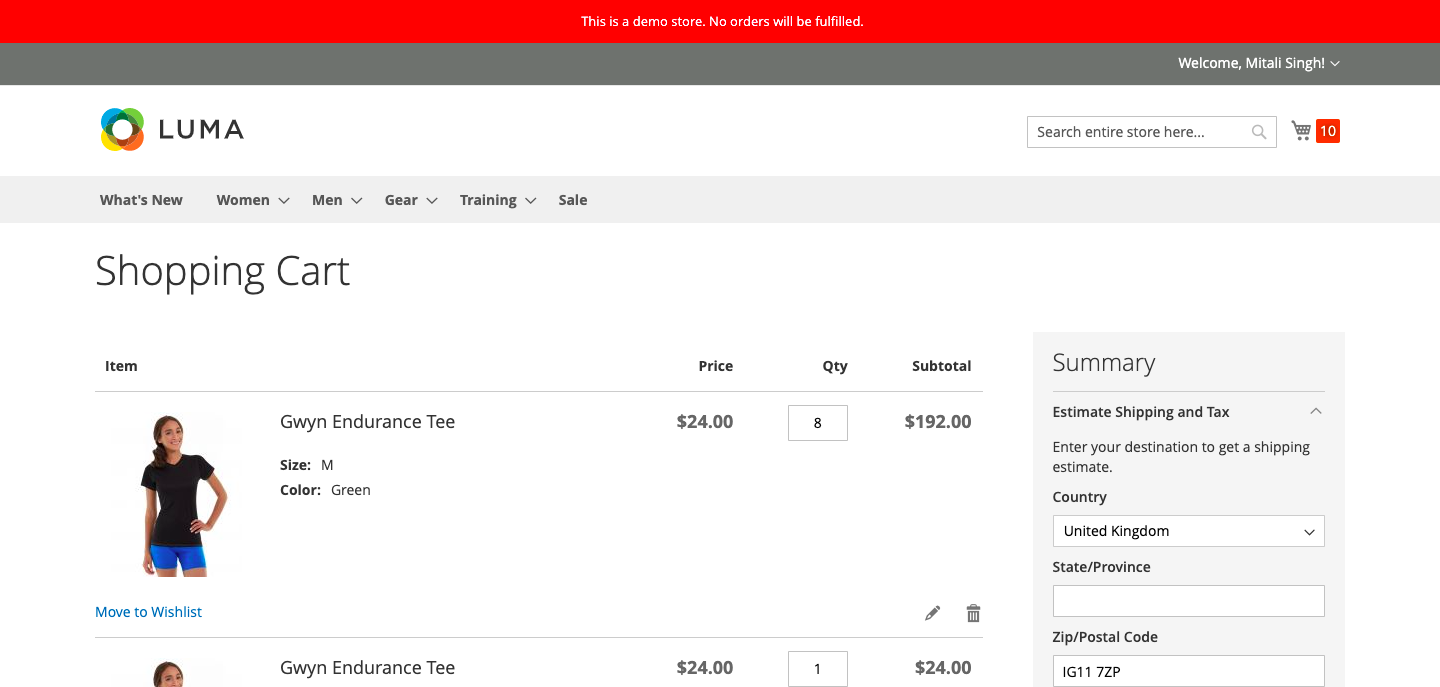 This is a demo store. No orders will be fulfilled.
Welcome, Mitali Singh!
LUMA
Search entire store here...
10
What's New Women Men Gear Training Sale
Shopping Cart
Item Price Qty Subtotal
Gwyn Endurance Tee $24.00 8 $192.00
Size: M
Color: Green
Move to Wishlist
Gwyn Endurance Tee $24.00 1 $24.00
Summary
Estimate Shipping and Tax
Enter your destination to get a shipping
estimate.
Country
United Kingdom
State/Province
Zip/Postal Code
IG11 7ZP